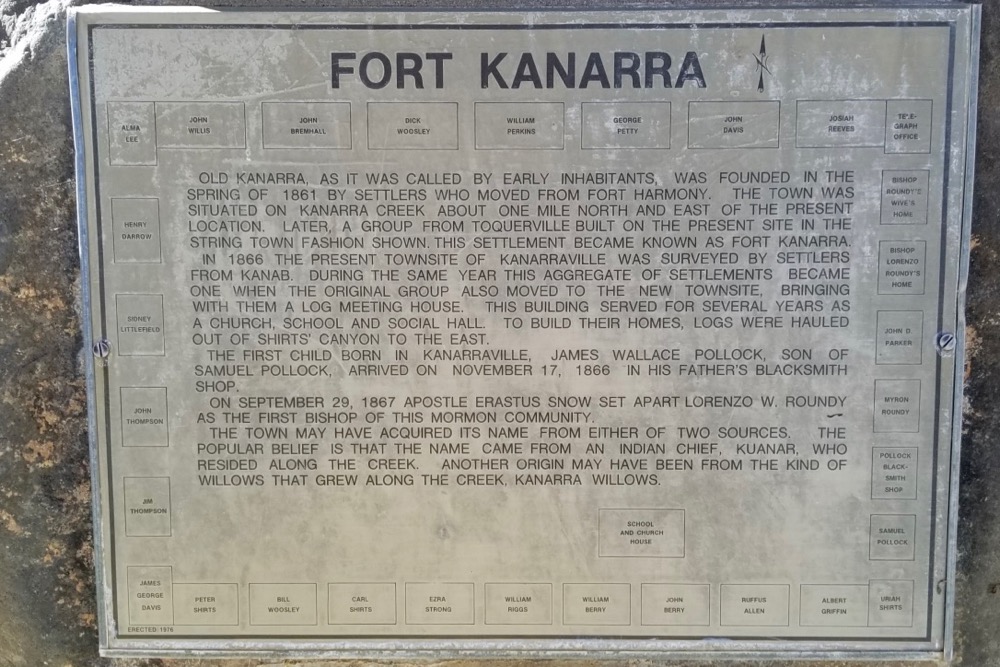 FORT KANARRA
ALMA
LEE
JOHN
WILLIS
JOHN
BREMHALL
DICK
WOOSLEY
WILLIAM
PERKINS
GEORGE
PETTY
JOHN
DAVIS
JOSIAH
REEVES
TELE-
GRAPH
OFFICE
OLD KANARRA, AS IT WAS CALLED BY EARLY INHABITANTS, WAS FOUNDED IN THE
SPRING OF 1861 BY SETTLERS WHO MOVED FROM FORT HARMONY. THE TOWN WAS
SITUATED ON KANARRA CREEK ABOUT ONE MILE NORTH AND EAST OF THE PRESENT
LOCATION. LATER, A GROUP FROM TOQUERVILLE BUILT ON THE PRESENT SITE IN THE
STRING TOWN FASHION SHOWN. THIS SETTLEMENT BECAME KNOWN AS FORT KANARRA.
IN 1866 THE PRESENT TOWNSITE OF KANARRAVILLE WAS SURVEYED BY SETTLERS
FROM KANAB. DURING THE SAME YEAR THIS AGGREGATE OF SETTLEMENTS BECAME
ONE WHEN THE ORIGINAL GROUP ALSO MOVED TO THE NEW TOWNSITE, BRINGING
WITH THEM A LOG MEETING HOUSE. THIS BUILDING SERVED FOR SEVERAL YEARS AS
A CHURCH, SCHOOL AND SOCIAL HALL. TO BUILD THEIR HOMES, LOGS WERE HAULED
OUT OF SHIRTS' CANYON TO THE EAST.
THE FIRST CHILD BORN IN KANARRAVILLE, JAMES WALLACE POLLOCK, SON OF
SAMUEL POLLOCK, ARRIVED ON NOVEMBER 17, 1866 IN HIS FATHER'S BLACKSMITH
SHOP.
ON SEPTEMBER 29, 1867 APOSTLE ERASTUS SNOW SET APART LORENZO W. ROUNDY
AS THE FIRST BISHOP OF THIS MORMON COMMUNITY.
THE TOWN MAY HAVE ACQUIRED ITS NAME FROM EITHER OF TWO SOURCES. THE
POPULAR BELIEF IS THAT THE NAME CAME FROM AN INDIAN CHIEF, KUANAR, WHO
RESIDED ALONG THE CREEK. ANOTHER ORIGIN MAY HAVE BEEN FROM THE KIND OF
WILLOWS THAT GREW ALONG THE CREEK, KANARRA WILLOWS.
HENRY
DARROW
SIDNEY
LITTLEFIELD
JOHN
THOMPSON
JIM
THOMPSON
BISHOP
ROUNDY'S
WIVE'S
HOME
BISHOP
LORENZO
ROUNDY'S
HOME
JOHN D.
PARKER
MYRON
ROUNDY
POLLOCK
BLACK-
SMITH
SHOP
SAMUEL
POLLOCK
SCHOOL
AND CHURCH
HOUSE
JAMES
GEORGE
DAVIS
PETER
SHIRTS
BILL
WOOSLEY
CARL
SHIRTS
EZRA
STRONG
WILLIAM
RIGGS
WILLIAM
BERRY
JOHN
BERRY
RUFFUS
ALLEN
ALBERT
GRIFFIN
URIAH
SHIRTS
ERECTED 1976